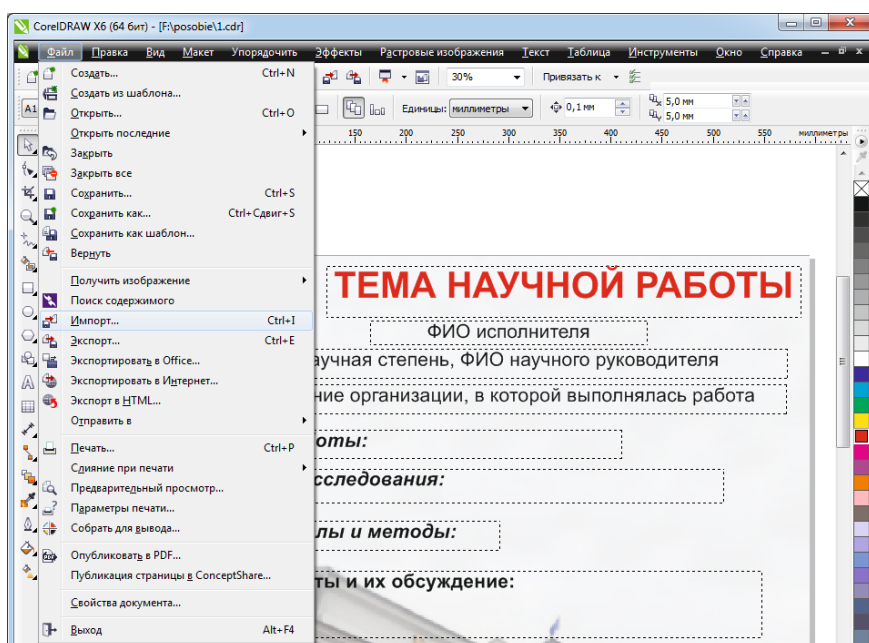 CorelDRAW X6 (64 бит) - [F:\posobie\1.cdr]
Файл Правка Вид Макет Упорядочить Эффекты Растровые изображения Текст Таблица Инструменты Окно Справка
30% Привязать к
A1 Единицы: миллиметры 0,1 мм 5,0 мм
5,0 мм
150 200 250 300 350 400 450 500 550 миллиметры
Создать... Ctrl+N
Создать из шаблона...
Открыть... Ctrl+O
Открыть последние
Закрыть
Закрыть все
Сохранить... Ctrl+S
Сохранить как... Ctrl+Сдвиг+S
Сохранить как шаблон...
Вернуть
Получить изображение
Поиск содержимого
Импорт... Ctrl+I
Экспорт... Ctrl+E
Экспортировать в Office...
Экспортировать в Интернет...
Экспорт в HTML...
Отправить в
Печать... Ctrl+P
Слияние при печати
Предварительный просмотр...
Параметры печати...
Собрать для вывода...
Опубликовать в PDF...
Публикация страницы в ConceptShare...
Свойства документа...
Выход Alt+F4
ТЕМА НАУЧНОЙ РАБОТЫ
ФИО исполнителя
аучная степень, ФИО научного руководителя
ние организации, в которой выполнялась работа
оты:
сследования:
лы и методы:
ты и их обсуждение: